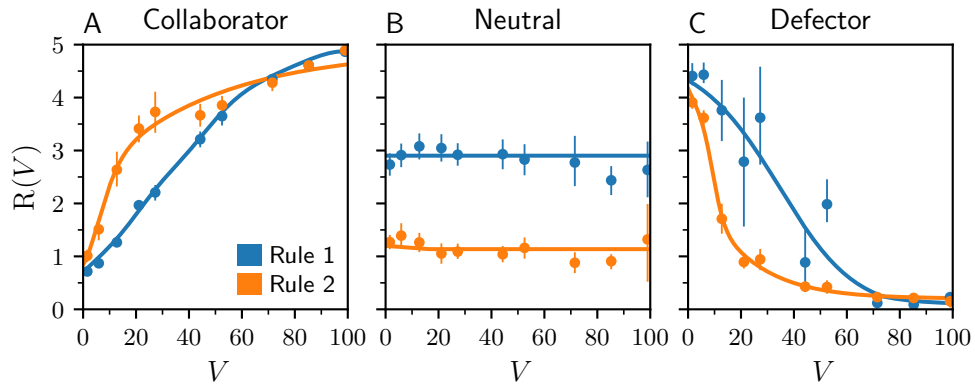 A Collaborator
B Neutral
C Defector
R(V)
5
4
3
2
1
0
Rule 1
Rule 2
0 20 40 60 80 100
0 20 40 60 80 100
0 20 40 60 80 100
V
V
V